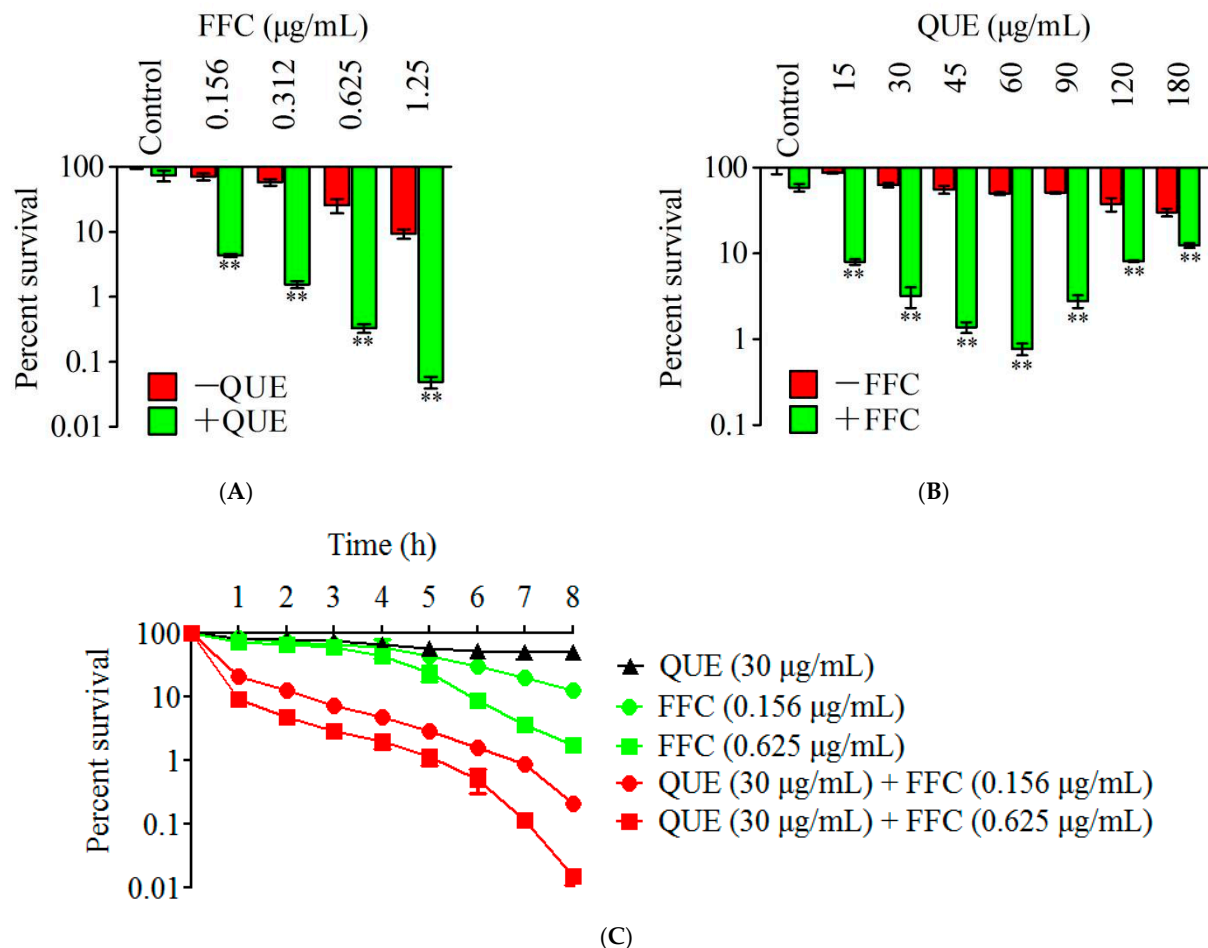 FFC (μg/mL)
Control 0.156 0.312 0.625 1.25
Percent survival
100
10
1
0.1
0.01
－QUE
＋QUE
(A)
QUE (μg/mL)
Control 15 30 45 60 90 120 180
Percent survival
100
10
1
0.1
－FFC
＋FFC
** ** ** **
** ** ** ** ** ** **
(B)
Time (h)
1 2 3 4 5 6 7 8
Percent survival
100
10
1
0.1
0.01
QUE (30 μg/mL)
FFC (0.156 μg/mL)
FFC (0.625 μg/mL)
QUE (30 μg/mL) + FFC (0.156 μg/mL)
QUE (30 μg/mL) + FFC (0.625 μg/mL)
(C)